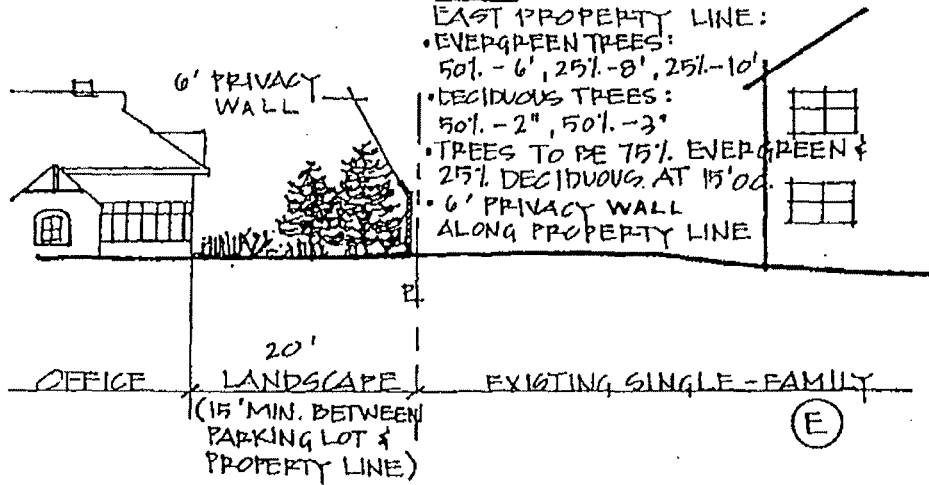 EAST PROPERTY LINE:
• EVERGREEN TREES:
50% - 6', 25% - 8', 25% - 10'
• DECIDUOUS TREES:
50% - 2", 50% - 3"
• TREES TO BE 75% EVERGREEN &
25% DECIDUOUS AT 15' OC.
• 6' PRIVACY WALL
ALONG PROPERTY LINE
6' PRIVACY
WALL
PL
20'
OFFICE
LANDSCAPE
(15' MIN. BETWEEN
PARKING LOT &
PROPERTY LINE)
EXISTING SINGLE-FAMILY
E